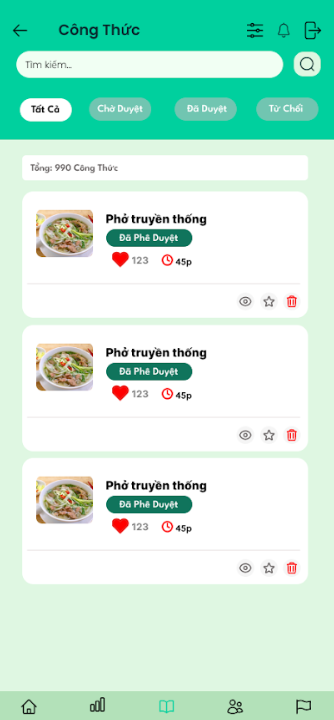 Công Thức
Tìm kiếm...
Tất Cả
Chờ Duyệt
Đã Duyệt
Từ Chối
Tổng: 990 Công Thức
Phở truyền thống
Đã Phê Duyệt
123
45p
Phở truyền thống
Đã Phê Duyệt
123
45p
Phở truyền thống
Đã Phê Duyệt
123
45p